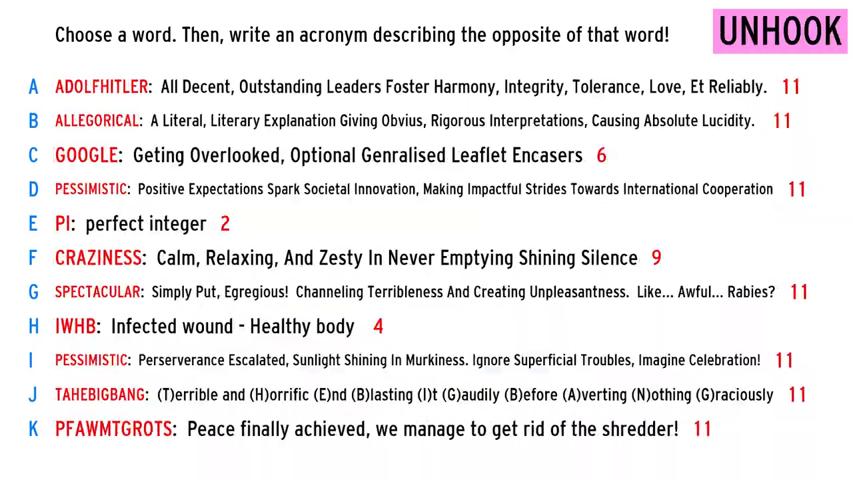 Choose a word. Then, write an acronym describing the opposite of that word!
UNHOOK
A ADOLFHITLER: All Decent, Outstanding Leaders Foster Harmony, Integrity, Tolerance, Love, Et Reliably. 11
B ALLEGORICAL: A Literal, Literary Explanation Giving Obvius, Rigorous Interpretations, Causing Absolute Lucidity. 11
C GOOGLE: Geting Overlooked, Optional Genralised Leaflet Encasers 6
D PESSIMISTIC: Positive Expectations Spark Societal Innovation, Making Impactful Strides Towards International Cooperation 11
E PI: perfect integer 2
F CRAZINESS: Calm, Relaxing, And Zesty In Never Emptying Shining Silence 9
G SPECTACULAR: Simply Put, Egregious! Channeling Terribleness And Creating Unpleasantness. Like... Awful... Rabies? 11
H IWHB: Infected wound - Healthy body 4
I PESSIMISTIC: Perserverance Escalated, Sunlight Shining In Murkiness. Ignore Superficial Troubles, Imagine Celebration! 11
J TAHEBIGBANG: (T)errible and (H)orrific (E)nd (B)lasting (I)t (G)audily (B)efore (A)verting (N)othing (G)raciously 11
K PFAWMTGROTS: Peace finally achieved, we manage to get rid of the shredder! 11